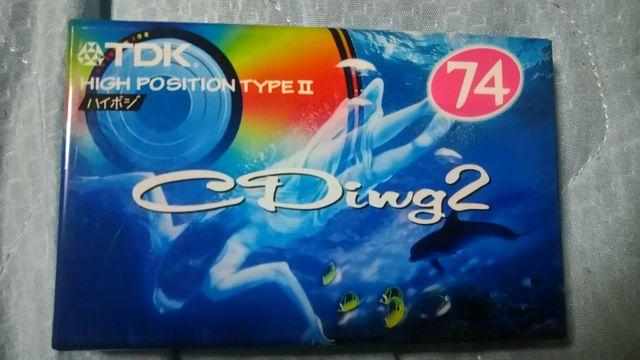 TDK
74
HIGH POSITION TYPE II
ハイポジ
CDing2